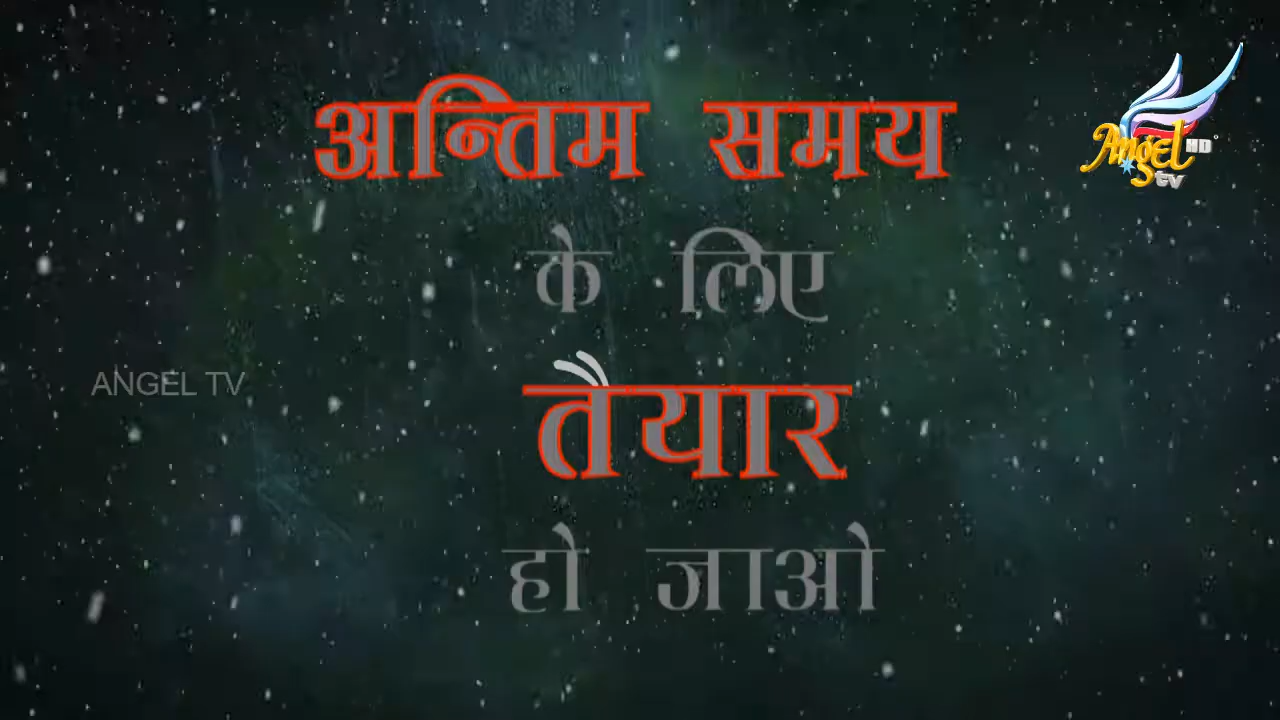 अन्तिम समय
Angel HD
tv
के लिए
ANGEL TV
तैयार
हो जाओ